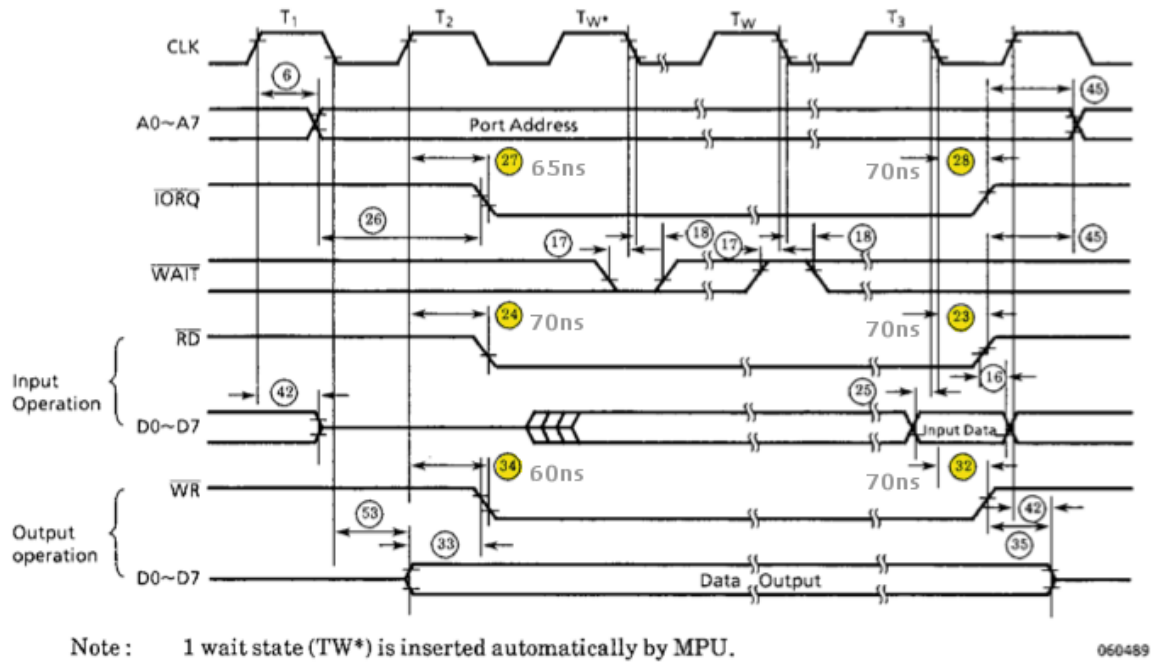 T1 T2 TW* TW T3
CLK
6 45
A0~A7 Port Address
27 65ns 70ns 28
IORQ
26 17 18 17 18 45
WAIT
24 70ns 70ns 23
RD
16
Input Operation
42 25
D0~D7 Input Data
34 60ns 70ns 32
WR
53 42
Output operation
33 35
D0~D7 Data Output
Note : 1 wait state (TW*) is inserted automatically by MPU. 060489